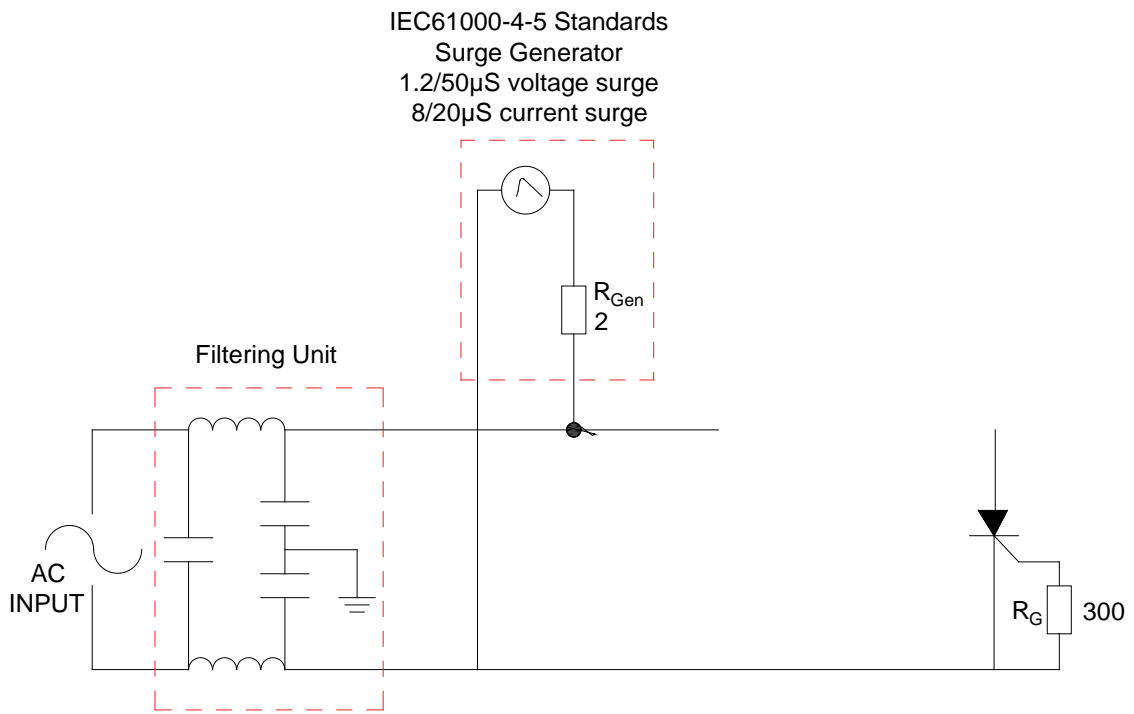 IEC61000-4-5 Standards
Surge Generator
1.2/50μS voltage surge
8/20μS current surge
RGen
2
Filtering Unit
AC
INPUT
RG 300